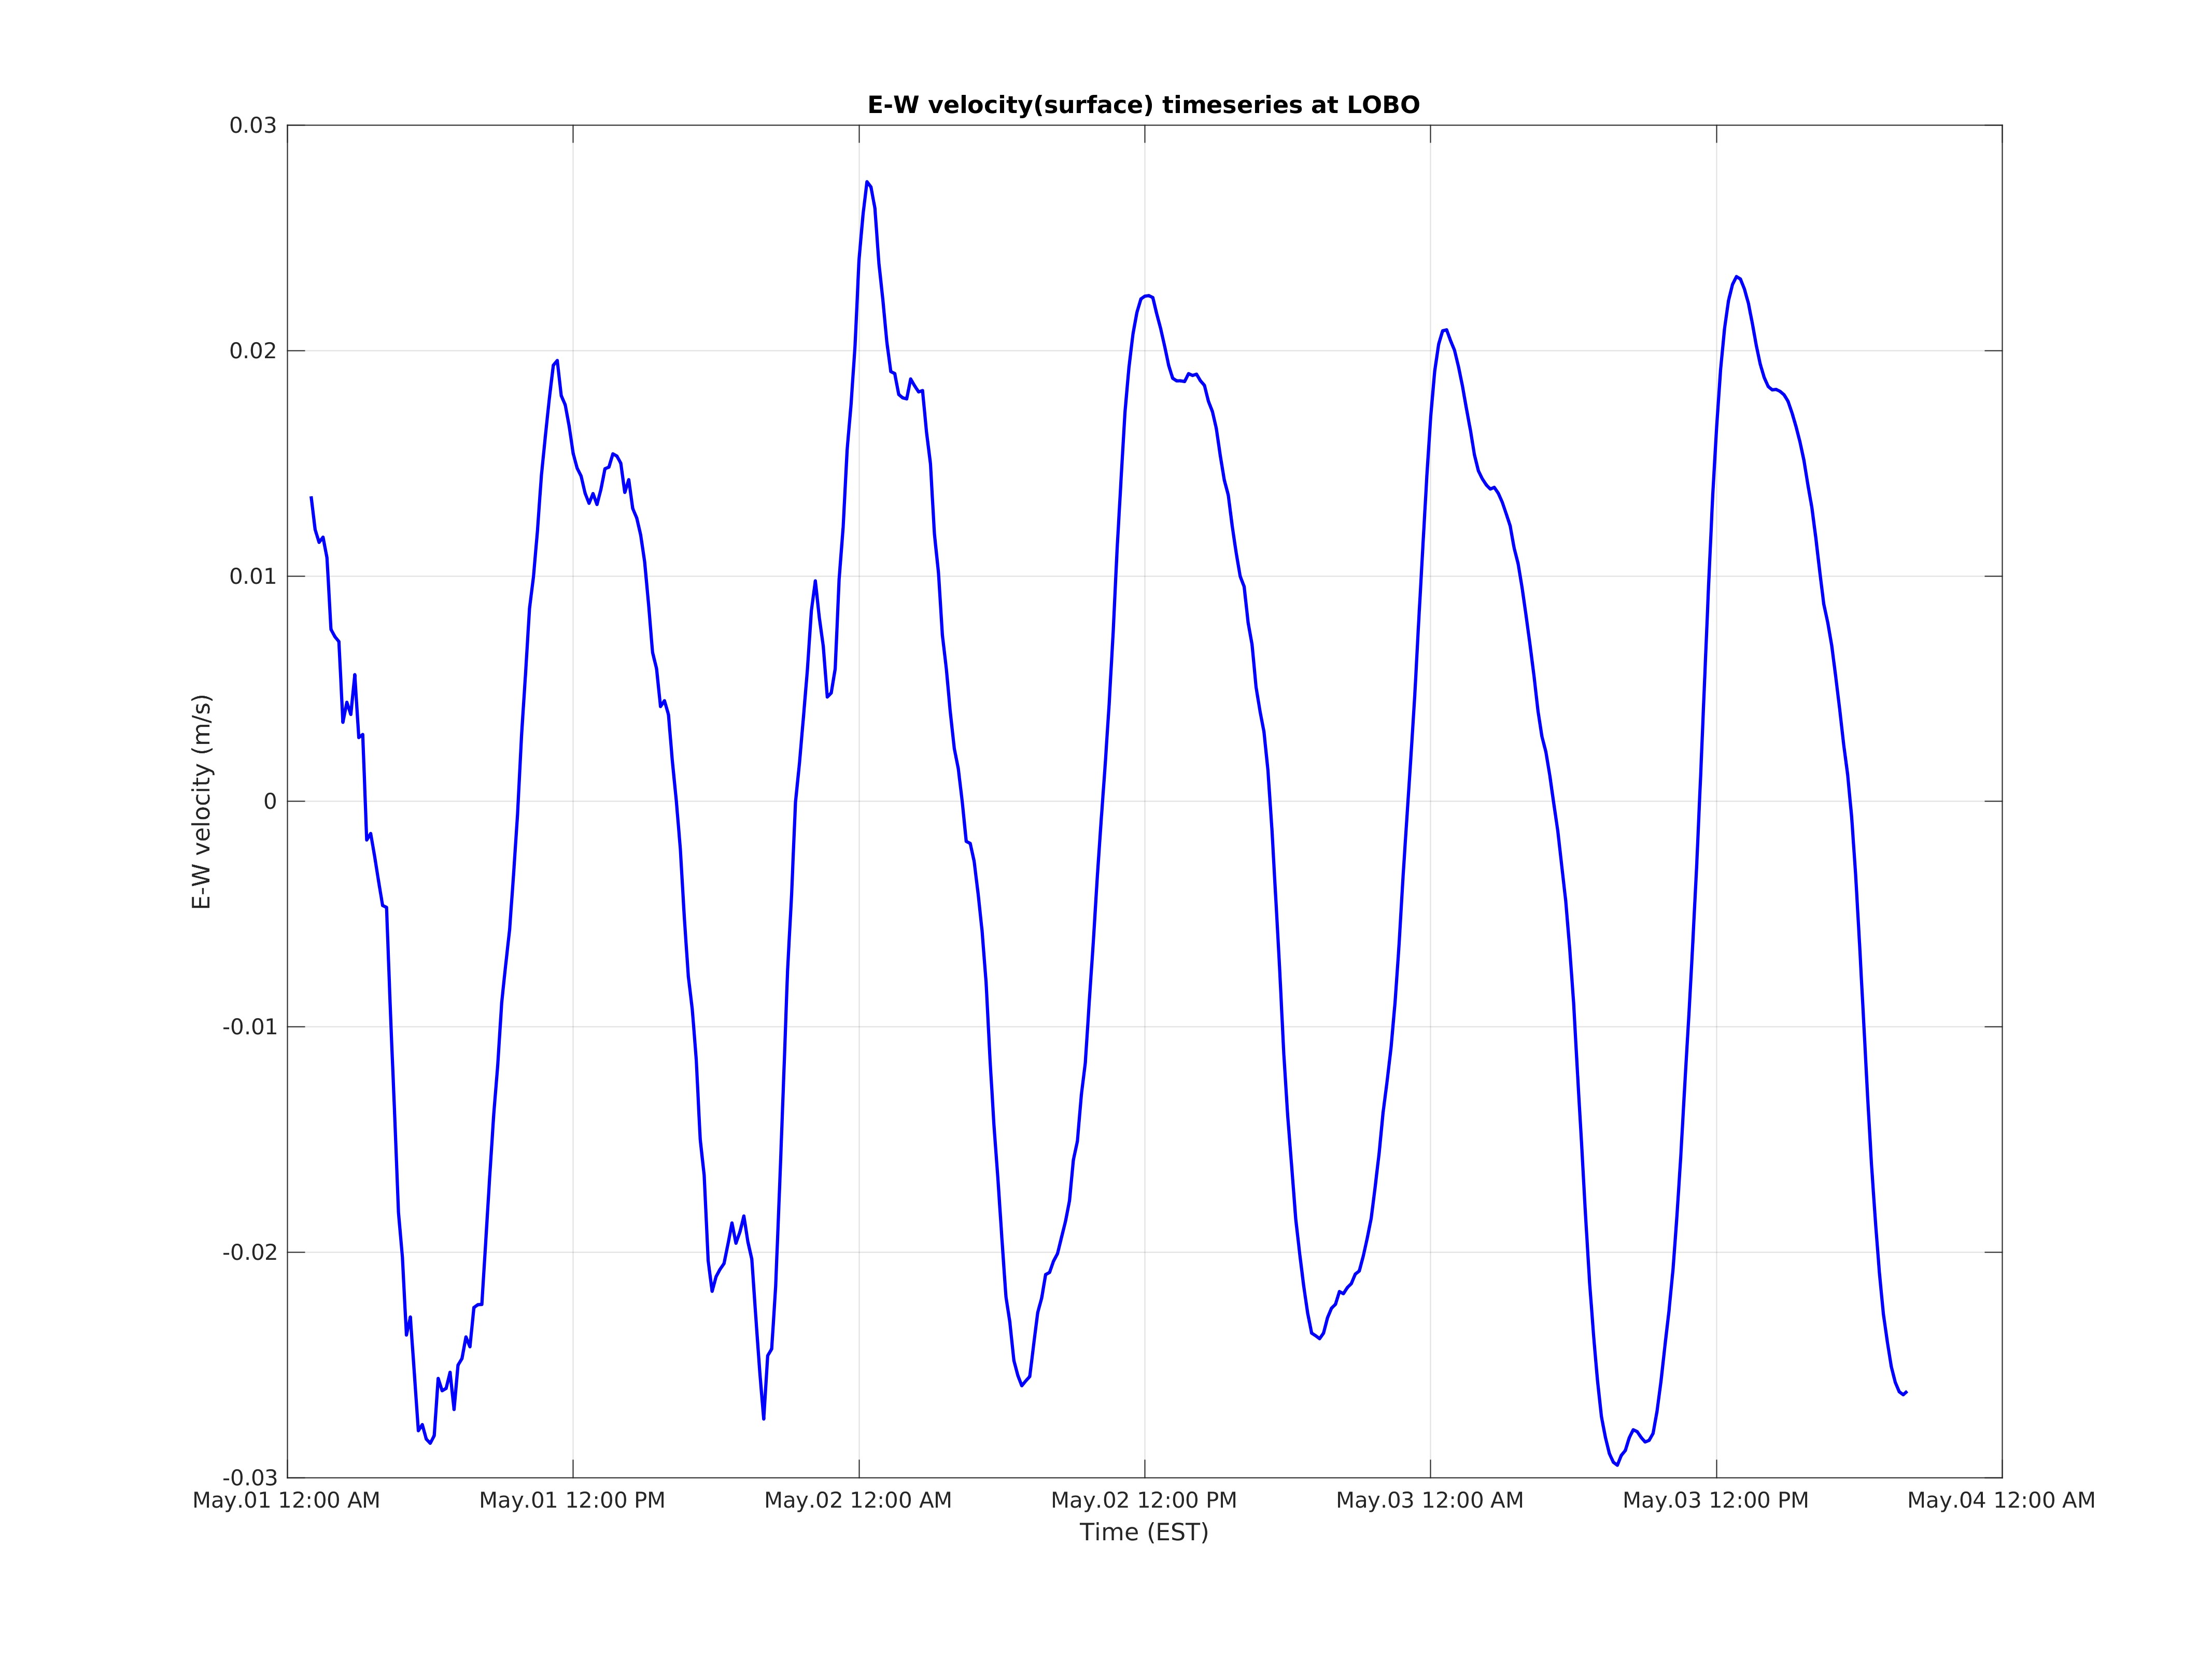 E-W velocity(surface) timeseries at LOBO
0.03
0.02
0.01
0
-0.01
-0.02
-0.03
E-W velocity (m/s)
May.01 12:00 AM May.01 12:00 PM May.02 12:00 AM May.02 12:00 PM May.03 12:00 AM May.03 12:00 PM May.04 12:00 AM
Time (EST)